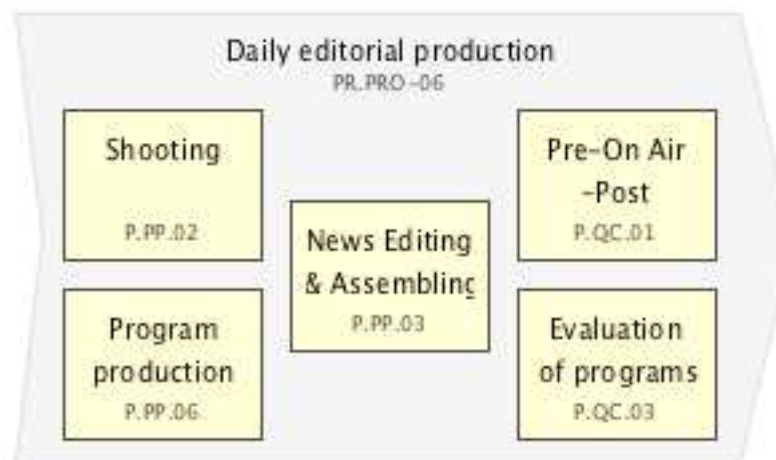 Daily editorial production
PR.PRO-06
Shooting
P.PP.02
Program
production
P.PP.06
News Editing
& Assembling
P.PP.03
Pre-On Air
-Post
P.QC.01
Evaluation
of programs
P.QC.03